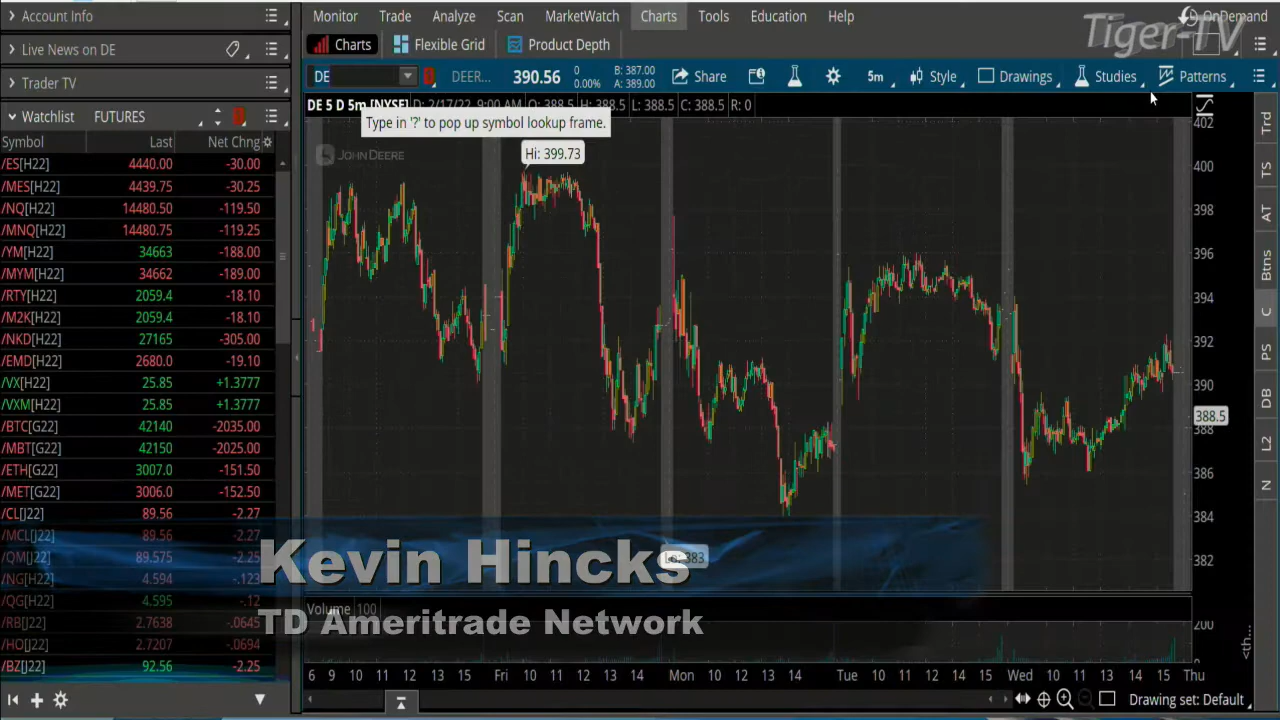 Account Info
Live News on DE
Trader TV
Watchlist FUTURES
Symbol Last Net Chng
/ES[H22] 4440.00 -30.00
/MES[H22] 4439.75 -30.25
/NQ[H22] 14480.50 -119.50
/MNQ[H22] 14480.75 -119.25
/YM[H22] 34663 -188.00
/MYM[H22] 34662 -189.00
/RTY[H22] 2059.4 -18.10
/M2K[H22] 2059.4 -18.10
/NKD[H22] 27165 -305.00
/EMD[H22] 2680.0 -19.10
/VX[H22] 25.85 +1.3777
/VXM[H22] 25.85 +1.3777
/BTC[G22] 42140 -2035.00
/MBT[G22] 42150 -2025.00
/ETH[G22] 3007.0 -151.50
/MET[G22] 3006.0 -152.50
/CL[J22] 89.56 -2.27
/MCL[J22] 89.56 -2.27
/QM[J22] 89.575 -2.25
/NG[H22] 4.594 -.123
/QG[H22] 4.595 -.12
/RB[J22] 2.7638 -.0645
/HO[J22] 2.7207 -.0694
/BZ[J22] 92.56 -2.25
Monitor Trade Analyze Scan MarketWatch Charts Tools Education Help
OnDemand
Tiger-TV
Charts Flexible Grid Product Depth
DE DEER... 390.56 0 B: 387.00
0.00% A: 389.00
Share 5m Style Drawings Studies Patterns
DE 5 D 5m [NYSE] D: 2/17/22, 9:00 AM O: 388.5 H: 388.5 L: 388.5 C: 388.5 R: 0
Type in '?' to pop up symbol lookup frame.
JOHN DEERE
Hi: 399.73
402
400
398
396
394
392
390
388.5
388
386
384
382
Lo: 383
Kevin Hincks
TD Ameritrade Network
Volume 100
200
0
<th...
6 9 10 11 12 13 14 Fri 10 11 12 13 14 Mon 10 11 12 13 14 Tue 10 11 12 13 14 15 Wed 10 11 12 13 14 15 Thu
Drawing set: Default
Trd
TS
AT
Btns
C
PS
DB
L2
N